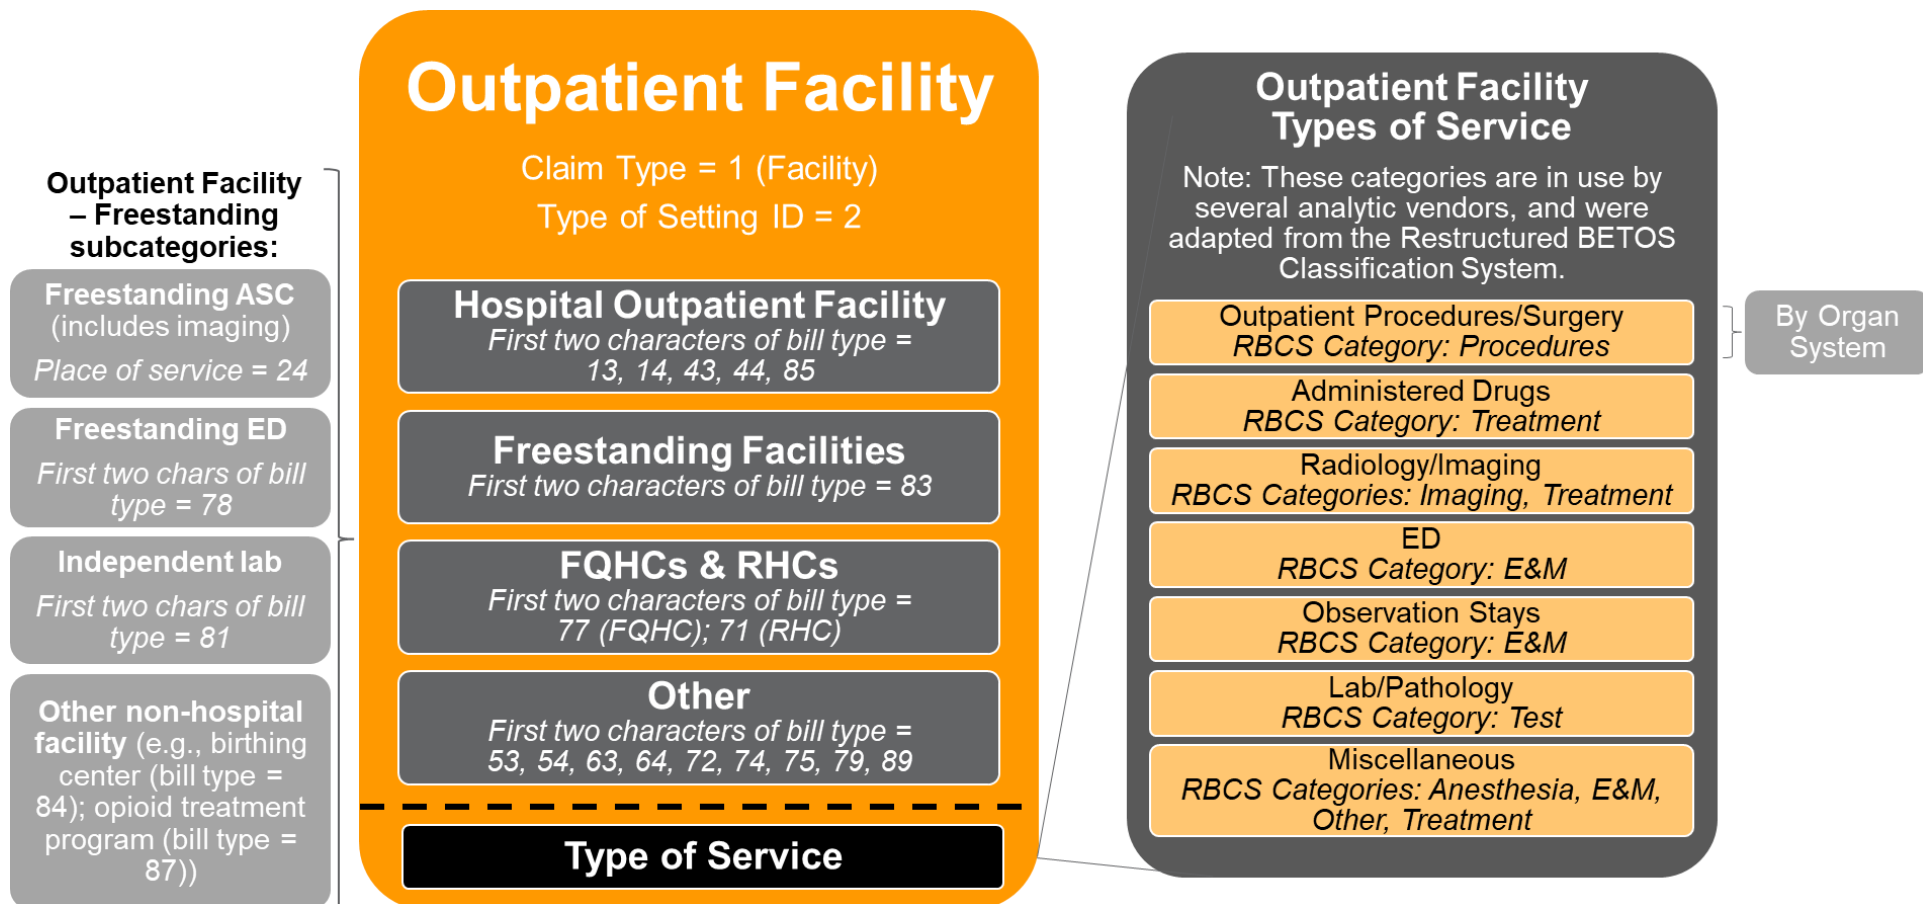 Outpatient Facility
– Freestanding
subcategories:
Freestanding ASC
(includes imaging)
Place of service = 24
Freestanding ED
First two chars of bill
type = 78
Independent lab
First two chars of bill
type = 81
Other non-hospital
facility (e.g., birthing
center (bill type =
84); opioid treatment
program (bill type =
87))
Outpatient Facility
Claim Type = 1 (Facility)
Type of Setting ID = 2
Hospital Outpatient Facility
First two characters of bill type =
13, 14, 43, 44, 85
Freestanding Facilities
First two characters of bill type = 83
FQHCs & RHCs
First two characters of bill type =
77 (FQHC); 71 (RHC)
Other
First two characters of bill type =
53, 54, 63, 64, 72, 74, 75, 79, 89
Type of Service
Outpatient Facility
Types of Service
Note: These categories are in use by
several analytic vendors, and were
adapted from the Restructured BETOS
Classification System.
Outpatient Procedures/Surgery
RBCS Category: Procedures
Administered Drugs
RBCS Category: Treatment
Radiology/Imaging
RBCS Categories: Imaging, Treatment
ED
RBCS Category: E&M
Observation Stays
RBCS Category: E&M
Lab/Pathology
RBCS Category: Test
Miscellaneous
RBCS Categories: Anesthesia, E&M,
Other, Treatment
By Organ
System